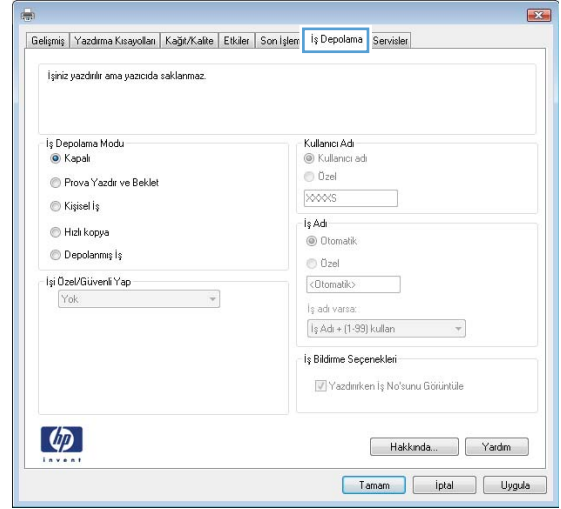 Gelişmiş Yazdırma Kısayolları Kağıt/Kalite Etkiler Son İşlem İş Depolama Servisler
İşiniz yazdırılır ama yazıcıda saklanmaz.
İş Depolama Modu
Kapalı
Prova Yazdır ve Beklet
Kişisel İş
Hızlı kopya
Depolanmış İş
İşi Özel/Güvenli Yap
Yok
Kullanıcı Adı
Kullanıcı adı
Özel
XXXXS
İş Adı
Otomatik
Özel
<Otomatik>
İş adı varsa:
İş Adı + (1-99) kullan
İş Bildirme Seçenekleri
Yazdırırken İş No'sunu Görüntüle
hp
invent
Hakkında... Yardım
Tamam İptal Uygula